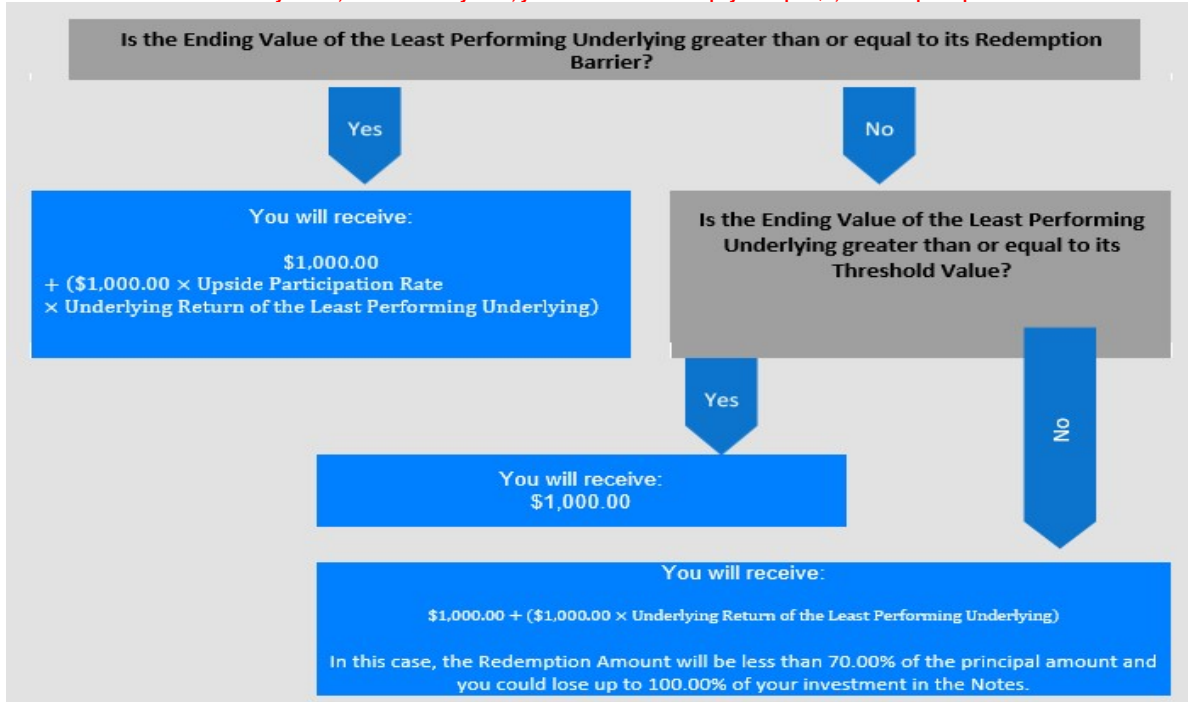 Is the Ending Value of the Least Performing Underlying greater than or equal to its Redemption
Barrier?
Yes
No
You will receive:
$1,000.00
+ ($1,000.00 × Upside Participation Rate
× Underlying Return of the Least Performing Underlying)
Is the Ending Value of the Least Performing
Underlying greater than or equal to its
Threshold Value?
Yes
No
You will receive:
$1,000.00
You will receive:
$1,000.00 + ($1,000.00 × Underlying Return of the Least Performing Underlying)
In this case, the Redemption Amount will be less than 70.00% of the principal amount and
you could lose up to 100.00% of your investment in the Notes.